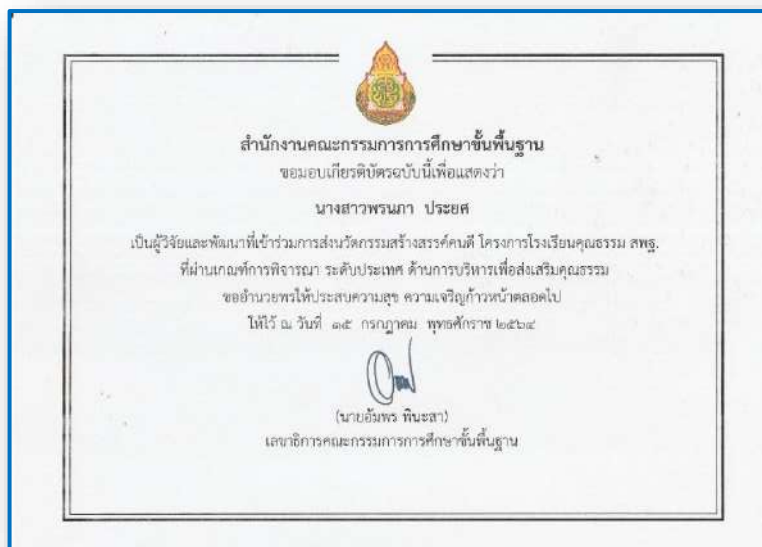 สำนักงานคณะกรรมการการศึกษาขั้นพื้นฐาน
ขอมอบเกียรติบัตรฉบับนี้เพื่อแสดงว่า
นางสาวพรนภา ประยศ
เป็นผู้วิจัยและพัฒนาที่เข้าร่วมการส่งนวัตกรรมสร้างสรรค์คนดี โครงการโรงเรียนคุณธรรม สพฐ.
ที่ผ่านเกณฑ์การพิจารณา ระดับประเทศ ด้านการบริหารเพื่อส่งเสริมคุณธรรม
ขออำนวยพรให้ประสบความสุข ความเจริญก้าวหน้าตลอดไป
ให้ไว้ ณ วันที่ ๑๕ กรกฎาคม พุทธศักราช ๒๕๖๔
(นายอัมพร พินะสา)
เลขาธิการคณะกรรมการการศึกษาขั้นพื้นฐาน